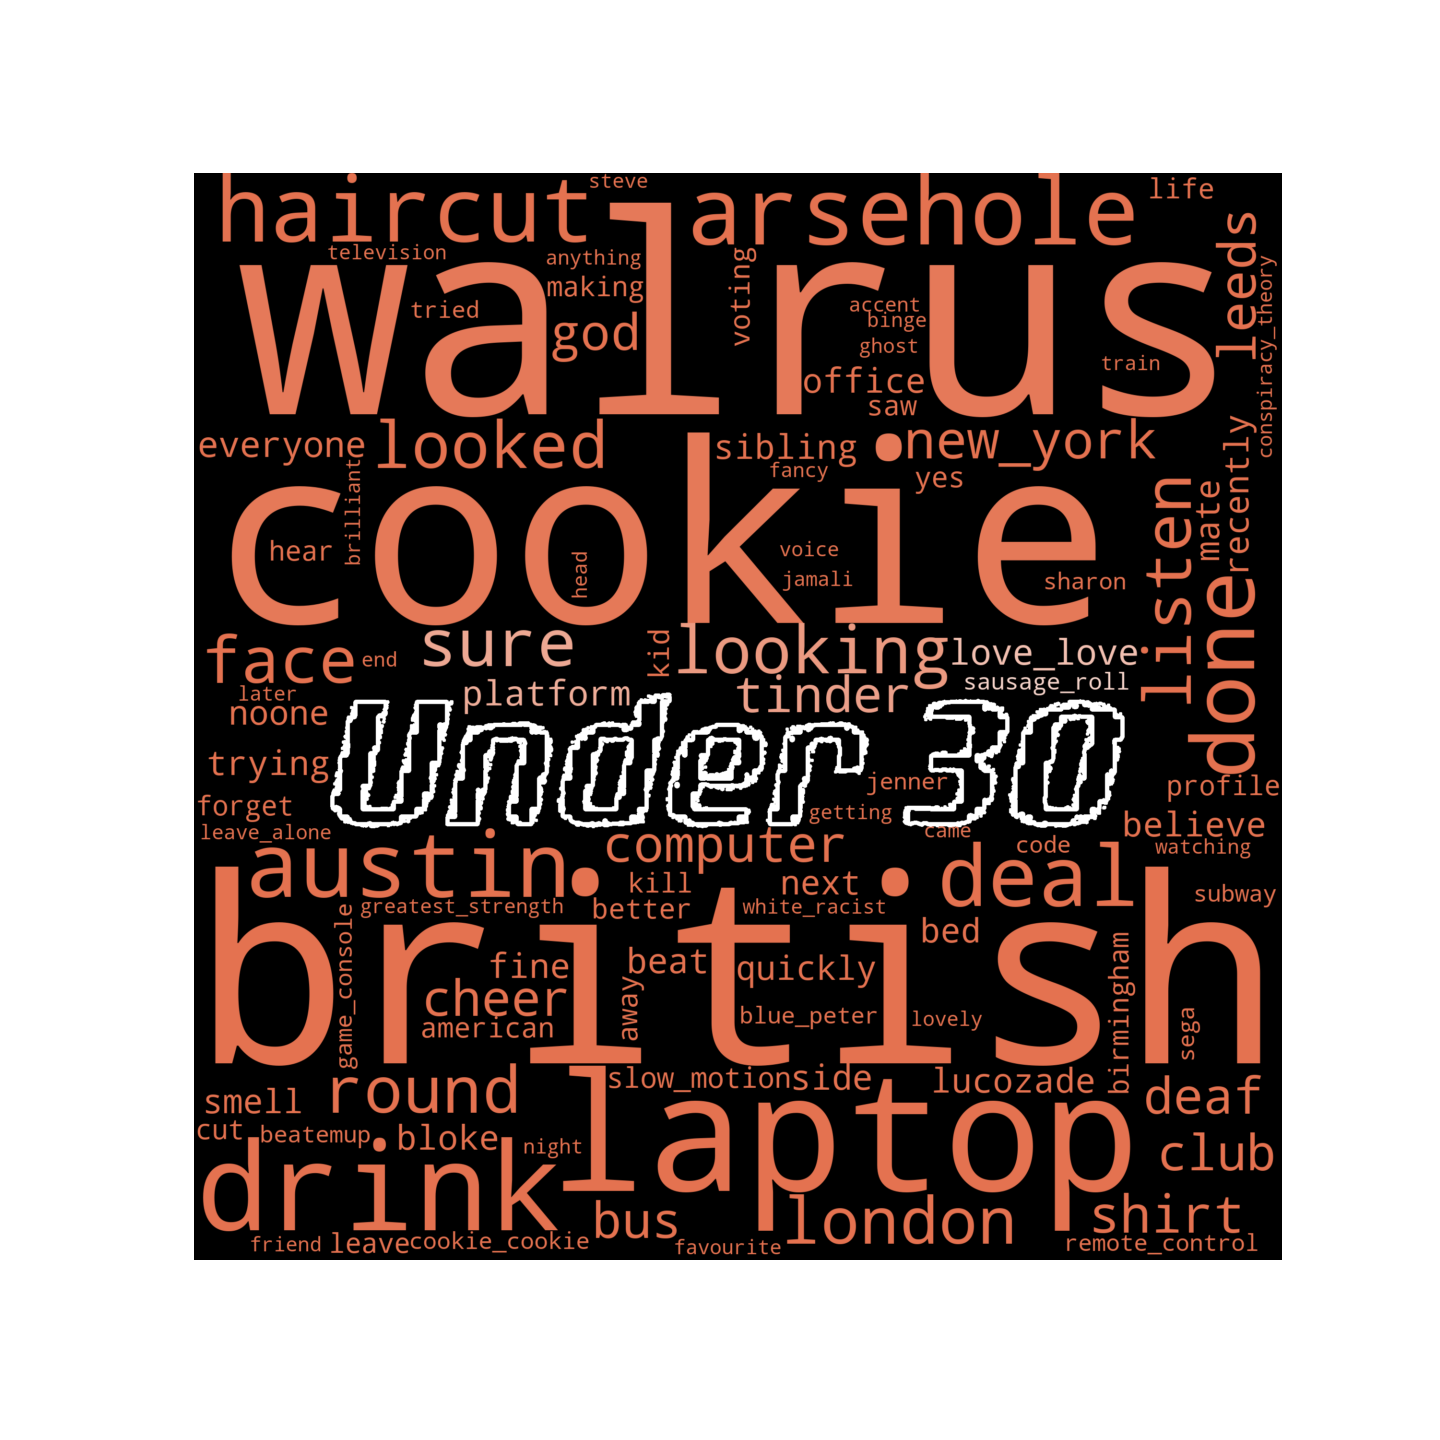 haircut
steve
arsehole
life
walrus
television
anything
making
tried
god
voting
accent
binge
ghost
train
office
saw
leeds
conspiracy_theory
everyone
looked
sibling
new_york
fancy
yes
cookie
brilliant
hear
head
voice
jamali
sharon
listen
mate
recently
done
face
end
sure
kid
looking
love_love
sausage_roll
later
noone
platform
tinder
Under 30
trying
forget
leave_alone
jenner
getting
came
profile
believe
watching
code
austin
computer
deal
kill
next
greatest_strength
better
white_racist
bed
subway
british
game_console
fine
cheer
american
away
beat
quickly
blue_peter
lovely
birmingham
sega
smell
round
slow_motion
side
lucozade
deaf
cut
beatemup
bloke
night
laptop
club
drink
bus
london
shirt
friend
leave
cookie_cookie
favourite
remote_control